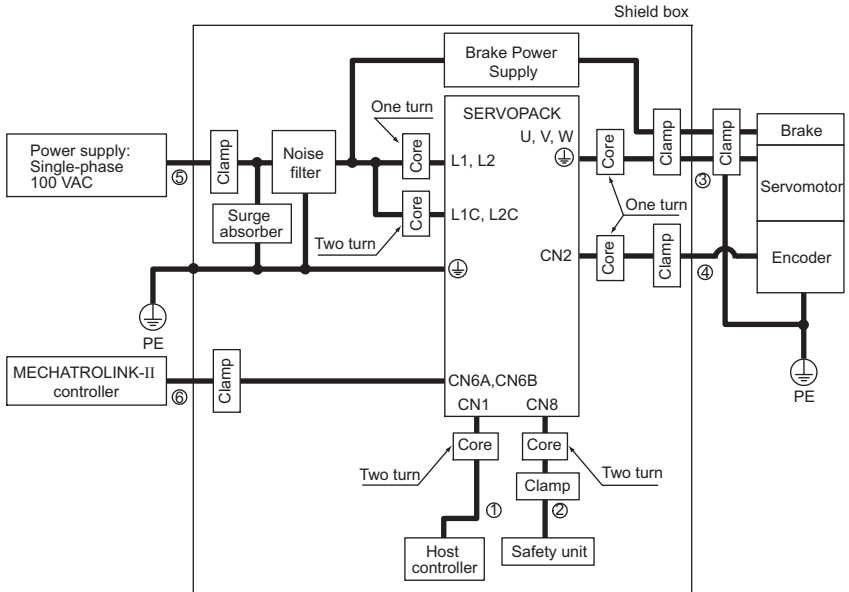 Shield box
Brake Power
Supply
One turn
SERVOPACK
U, V, W
Core
Clamp
Clamp
Brake
Power supply:
Single-phase
100 VAC
⑤
Clamp
Noise
filter
Core
L1, L2
③
Servomotor
Surge
absorber
Core
L1C, L2C
One turn
Two turn
CN2
Core
Clamp
④
Encoder
PE
PE
MECHATROLINK-II
controller
⑥
Clamp
CN6A,CN6B
CN1
CN8
Core
Core
Two turn
Two turn
Clamp
①
②
Host
controller
Safety unit